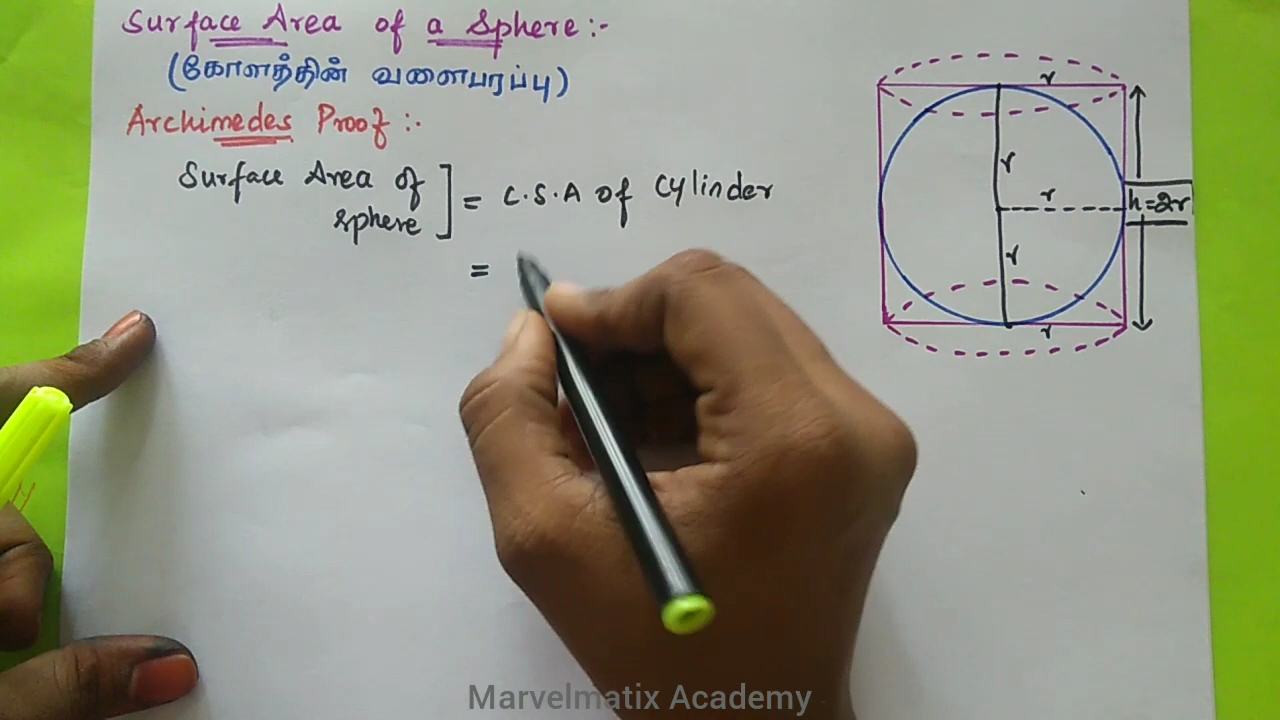 Surface Area of a Sphere:-
(கோளத்தின் வளைபரப்பு)
Archimedes Proof :-
Surface Area of
sphere ] = C.S.A of Cylinder
=
r
r
r
h=2r
r
r
Marvelmatix Academy